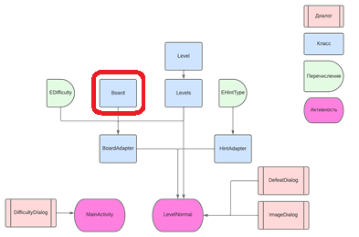 Диалог
Класс
Level
Перечисление
EDifficulty
Board
Levels
EHintType
Активность
BoardAdapter
HintAdapter
DefeatDialog
DifficultyDialog
MainActivity
LevelNormal
ImageDialog